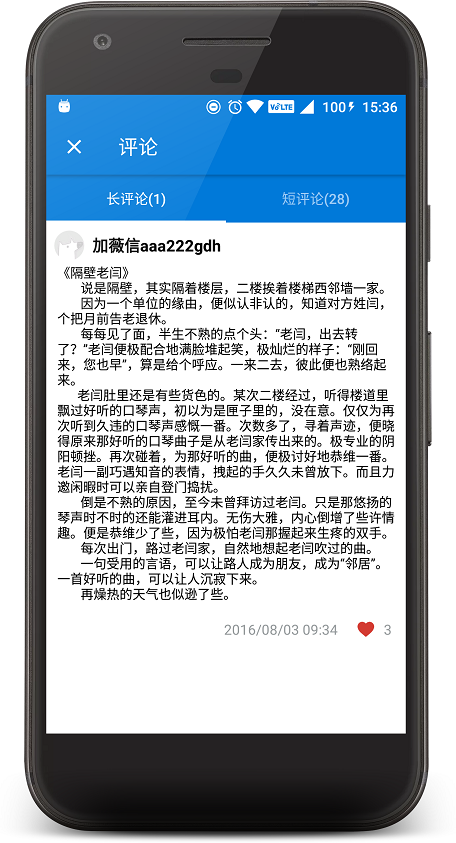 VoLTE 100 15:36
评论
长评论(1) 短评论(28)
加薇信aaa222gdh
《隔壁老闫》
说是隔壁，其实隔着楼层，二楼挨着楼梯西邻墙一家。
因为一个单位的缘由，便似认非认的，知道对方姓闫，
个把月前告老退休。
每每见了面，半生不熟的点个头：“老闫，出去转
了？”老闫便极配合地满脸堆起笑，极灿烂的样子：“刚回
来，您也早”，算是给个呼应。一来二去，彼此便也熟络起
来。
老闫肚里还是有些货色的。某次二楼经过，听得楼道里
飘过好听的口琴声，初以为是匣子里的，没在意。仅仅为再
次听到久违的口琴声感慨一番。次数多了，寻着声迹，便晓
得原来那好听的口琴曲子是从老闫家传出来的。极专业的阴
阳顿挫。再次碰着，为那好听的曲，便极讨好地恭维一番。
老闫一副巧遇知音的表情，拽起的手久久未曾放下。而且力
邀闲暇时可以亲自登门捣扰。
倒是不熟的原因，至今未曾拜访过老闫。只是那悠扬的
琴声时不时的还能灌进耳内。无伤大雅，内心倒增了些许情
趣。便是恭维少了些，因为极怕老闫那握起来生疼的双手。
每次出门，路过老闫家，自然地想起老闫吹过的曲。
一句受用的言语，可以让路人成为朋友，成为“邻居”。
一首好听的曲，可以让人沉寂下来。
再燥热的天气也似逊了些。
2016/08/03 09:34 3